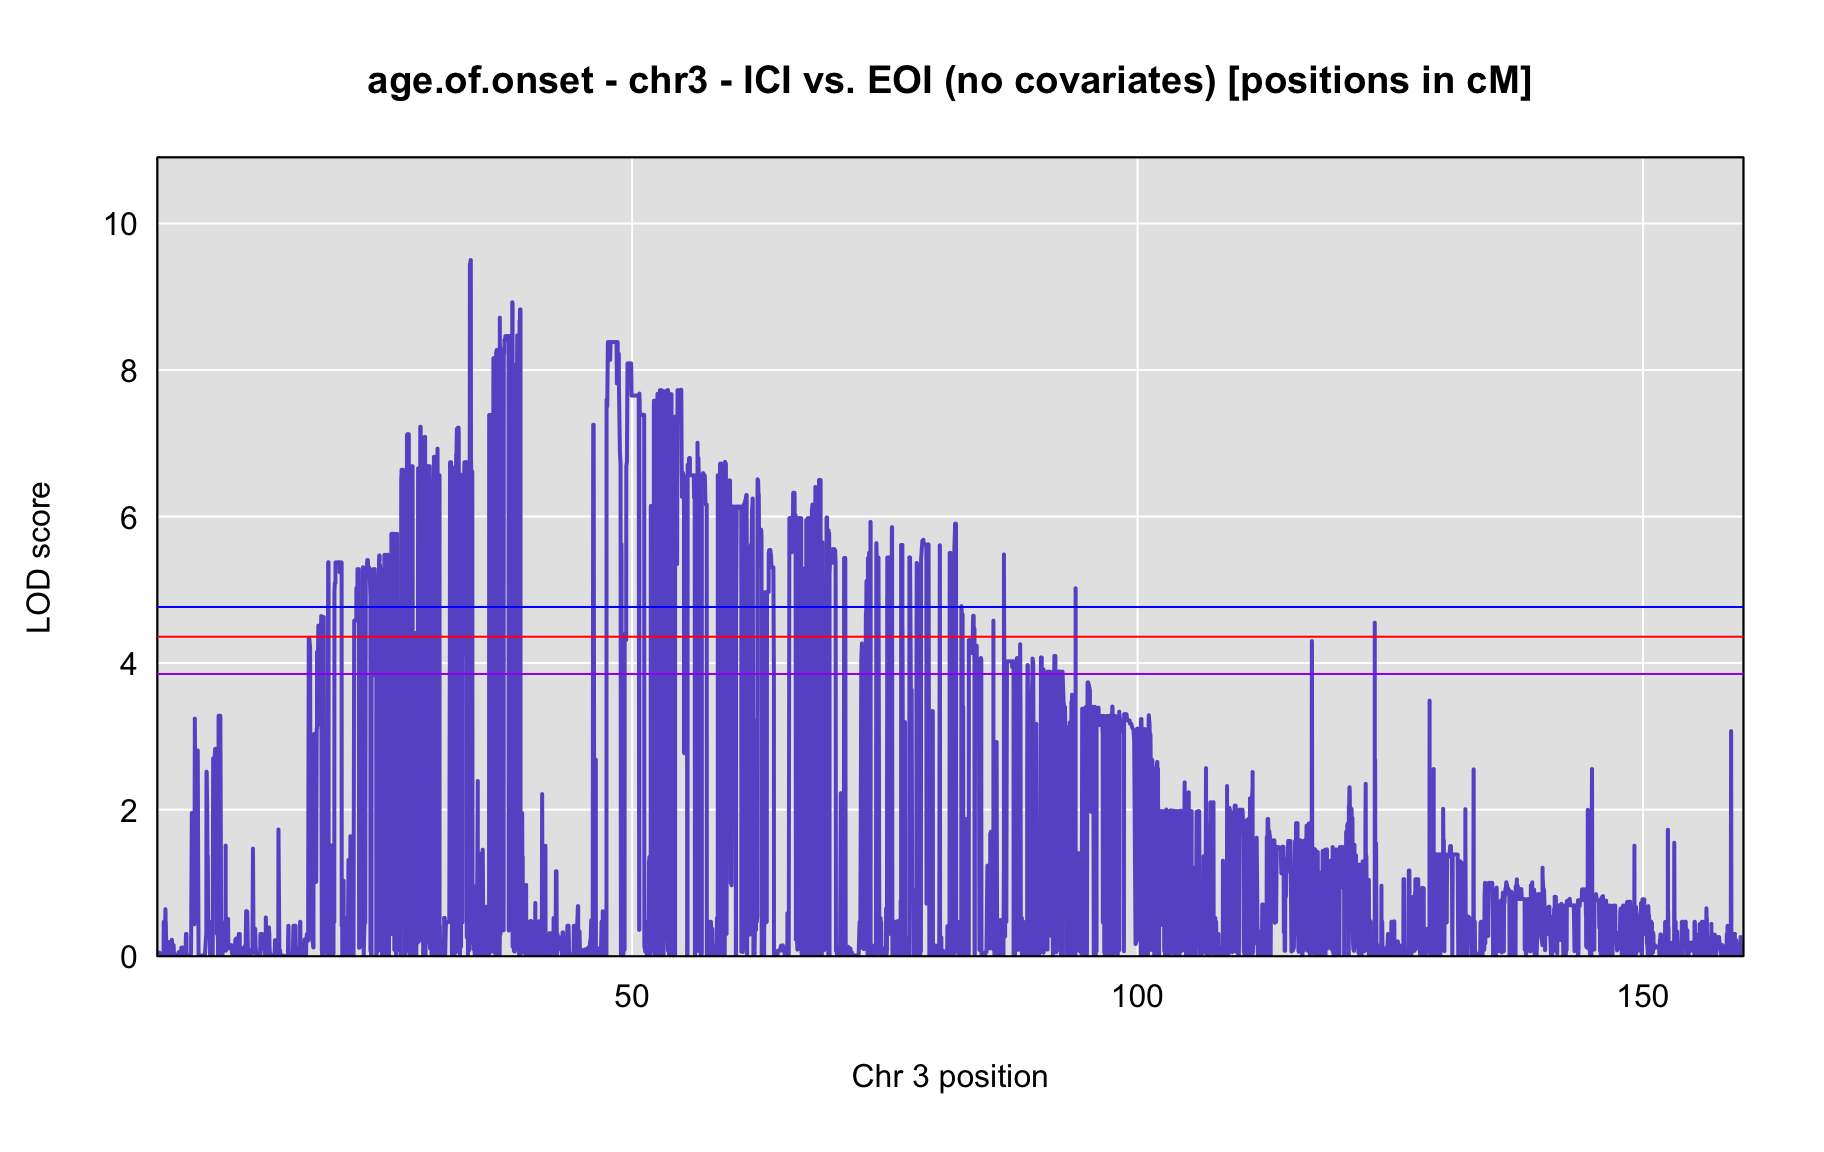 age.of.onset - chr3 - ICI vs. EOI (no covariates) [positions in cM]
10
8
6
4
2
0
LOD score
50 100 150
Chr 3 position